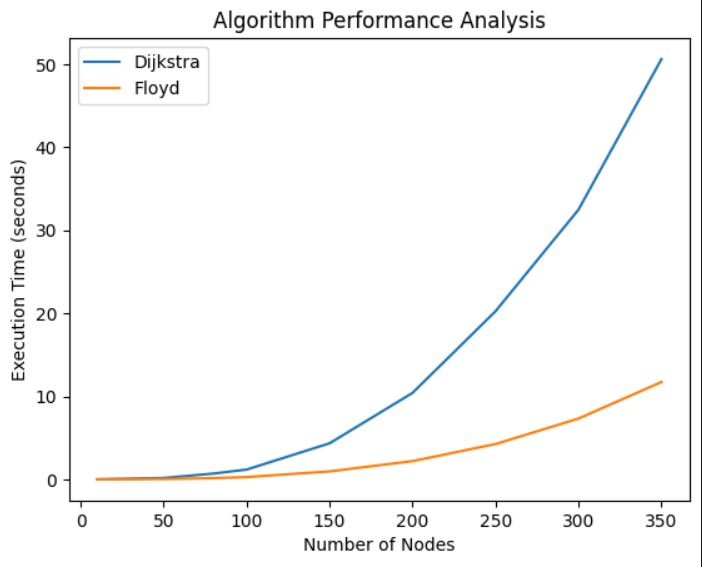 Algorithm Performance Analysis
Dijkstra
Floyd
50
40
30
20
10
0
Execution Time (seconds)
0 50 100 150 200 250 300 350
Number of Nodes